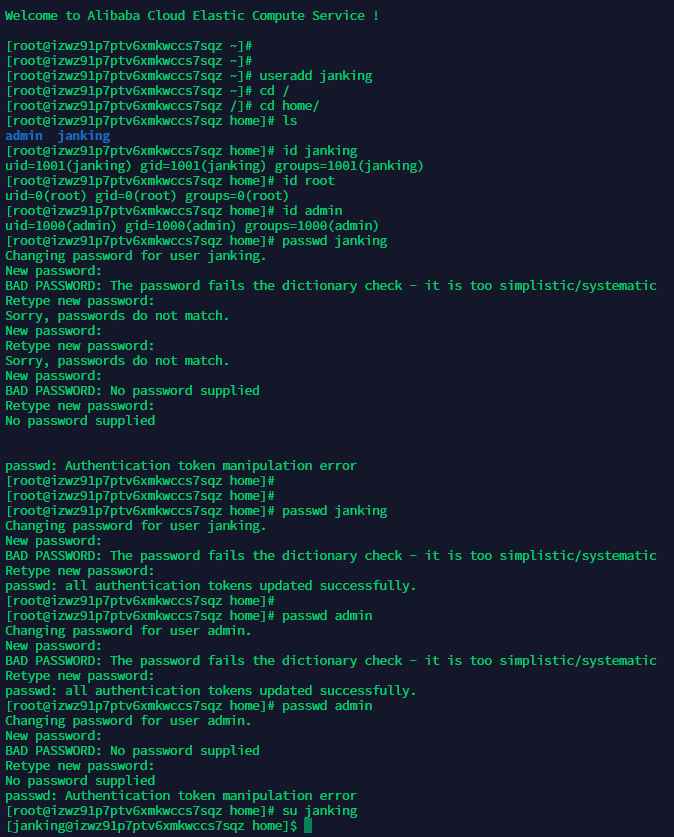 Welcome to Alibaba Cloud Elastic Compute Service !
[root@izwz91p7ptv6xmkwccs7sqz ~]#
[root@izwz91p7ptv6xmkwccs7sqz ~]#
[root@izwz91p7ptv6xmkwccs7sqz ~]# useradd janking
[root@izwz91p7ptv6xmkwccs7sqz ~]# cd /
[root@izwz91p7ptv6xmkwccs7sqz /]# cd home/
[root@izwz91p7ptv6xmkwccs7sqz home]# ls
admin  janking
[root@izwz91p7ptv6xmkwccs7sqz home]# id janking
uid=1001(janking) gid=1001(janking) groups=1001(janking)
[root@izwz91p7ptv6xmkwccs7sqz home]# id root
uid=0(root) gid=0(root) groups=0(root)
[root@izwz91p7ptv6xmkwccs7sqz home]# id admin
uid=1000(admin) gid=1000(admin) groups=1000(admin)
[root@izwz91p7ptv6xmkwccs7sqz home]# passwd janking
Changing password for user janking.
New password:
BAD PASSWORD: The password fails the dictionary check - it is too simplistic/systematic
Retype new password:
Sorry, passwords do not match.
New password:
Retype new password:
Sorry, passwords do not match.
New password:
BAD PASSWORD: No password supplied
Retype new password:
No password supplied
passwd: Authentication token manipulation error
[root@izwz91p7ptv6xmkwccs7sqz home]#
[root@izwz91p7ptv6xmkwccs7sqz home]#
[root@izwz91p7ptv6xmkwccs7sqz home]# passwd janking
Changing password for user janking.
New password:
BAD PASSWORD: The password fails the dictionary check - it is too simplistic/systematic
Retype new password:
passwd: all authentication tokens updated successfully.
[root@izwz91p7ptv6xmkwccs7sqz home]#
[root@izwz91p7ptv6xmkwccs7sqz home]# passwd admin
Changing password for user admin.
New password:
BAD PASSWORD: The password fails the dictionary check - it is too simplistic/systematic
Retype new password:
passwd: all authentication tokens updated successfully.
[root@izwz91p7ptv6xmkwccs7sqz home]# passwd admin
Changing password for user admin.
New password:
BAD PASSWORD: No password supplied
Retype new password:
No password supplied
passwd: Authentication token manipulation error
[root@izwz91p7ptv6xmkwccs7sqz home]# su janking
[janking@izwz91p7ptv6xmkwccs7sqz home]$